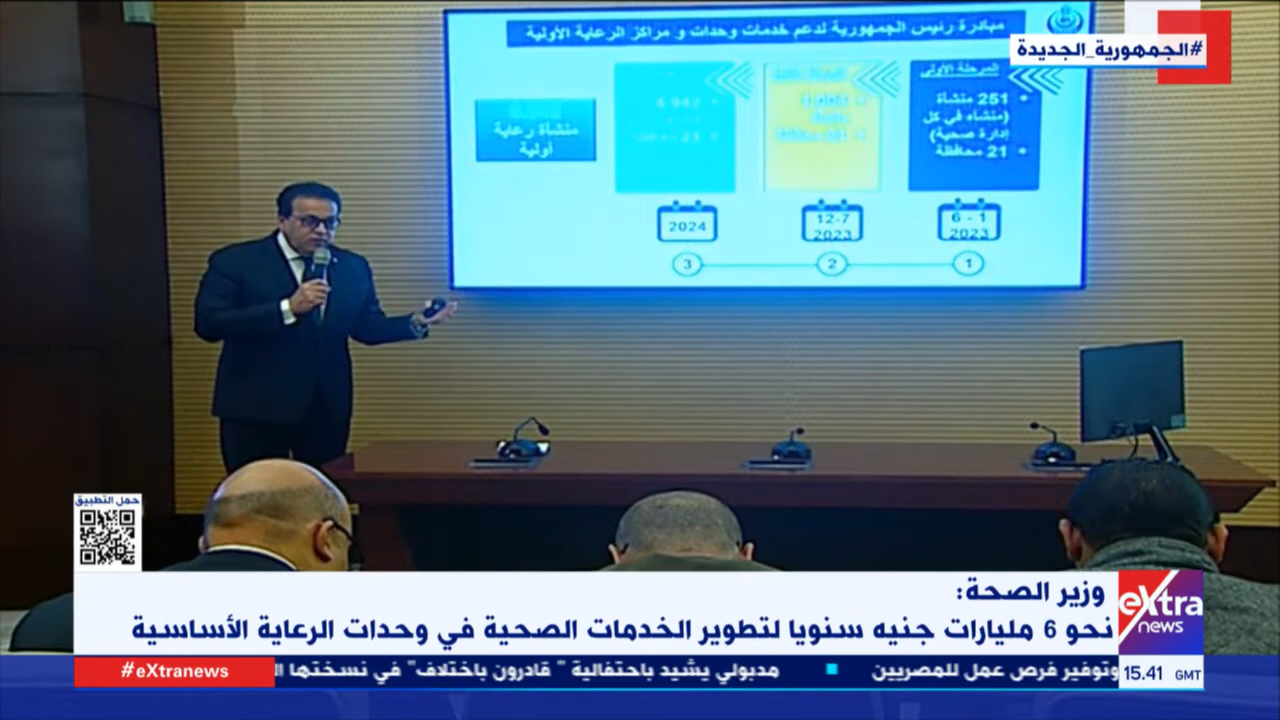 #الجمهورية_الجديدة
مبادرة رئيس الجمهورية لدعم خدمات وحدات و مراكز الرعاية الأولية
المرحلة الأولى
251 منشأة
(منشاه في كل
إدارة صحية)
21 محافظة
منشأة رعاية
أولية
6 - 1
2023
12-7
2023
2024
1
2
3
حمل التطبيق
وزير الصحة:
نحو 6 مليارات جنيه سنويا لتطوير الخدمات الصحية في وحدات الرعاية الأساسية
eXtra
news
وتوفير فرص عمل للمصريين
مدبولي يشيد باحتفالية " قادرون باختلاف" في نسختها
#eXtranews
15.41 GMT